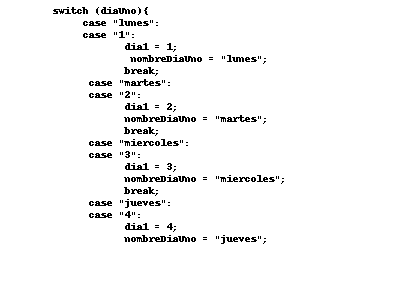 switch (diaUno){
case "lunes":
case "1":
dia1 = 1;
nombreDiaUno = "lunes";
break;
case "martes":
case "2":
dia1 = 2;
nombreDiaUno = "martes";
break;
case "miercoles":
case "3":
dia1 = 3;
nombreDiaUno = "miercoles";
break;
case "jueves":
case "4":
dia1 = 4;
nombreDiaUno = "jueves";